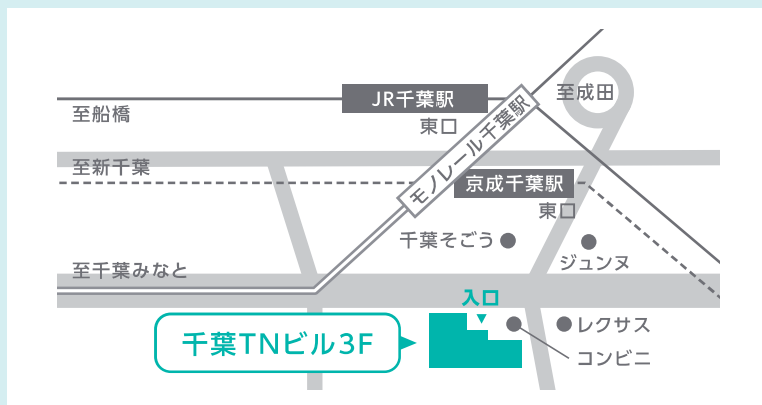 JR千葉駅
至成田
至船橋
東口
モノレール千葉駅
至新千葉
京成千葉駅
東口
千葉そごう
ジュンヌ
至千葉みなと
入口
千葉TNビル3F
レクサス
コンビニ